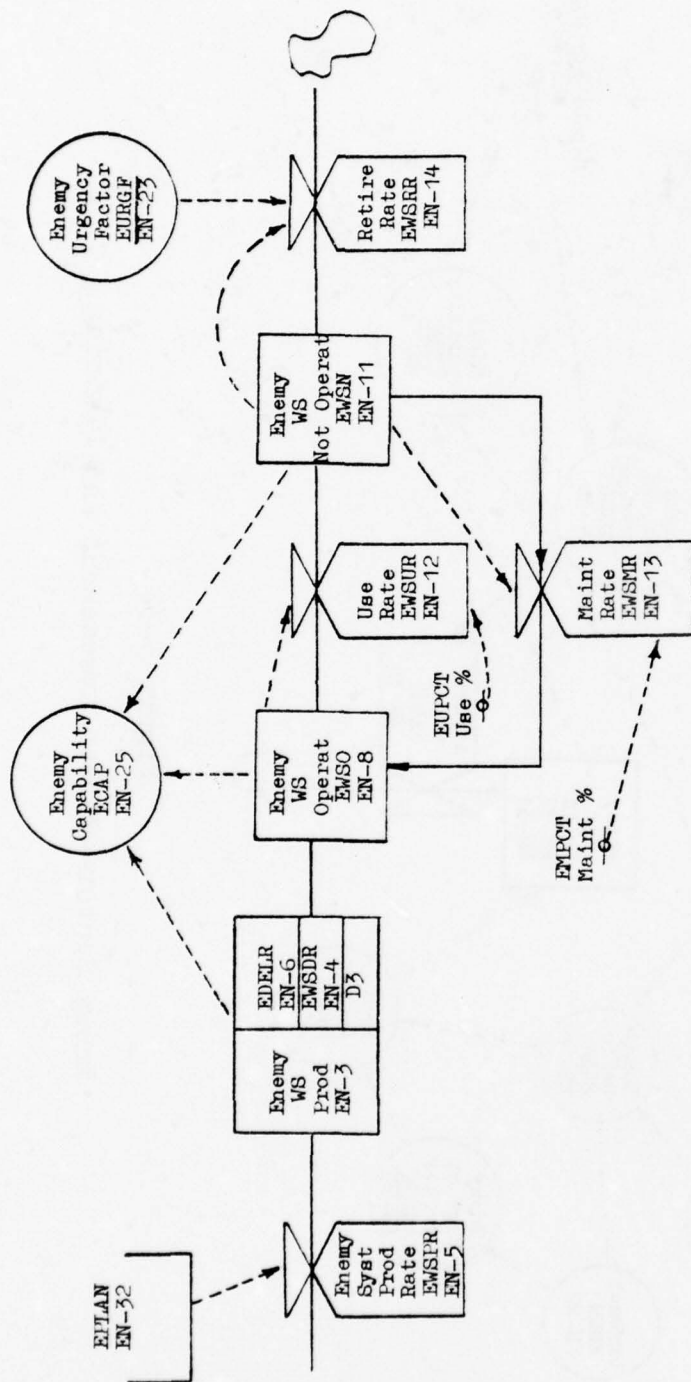 EPLAN
EN-32
Enemy
Syst
Prod
Rate
EWSPR
EN-5
Enemy
WS
Prod
EN-3
EDELR
EN-6
EWSDR
EN-4
D3
Enemy
Capability
ECAP
EN-25
Enemy
WS
Operat
EWSO
EN-8
EUPCT
Use %
Use
Rate
EWSUR
EN-12
EMPCT
Maint %
Maint
Rate
EWSMR
EN-13
Enemy
WS
Not Operat
EWSN
EN-11
Enemy
Urgency
Factor
EURGF
EN-23
Retire
Rate
EWSRR
EN-14